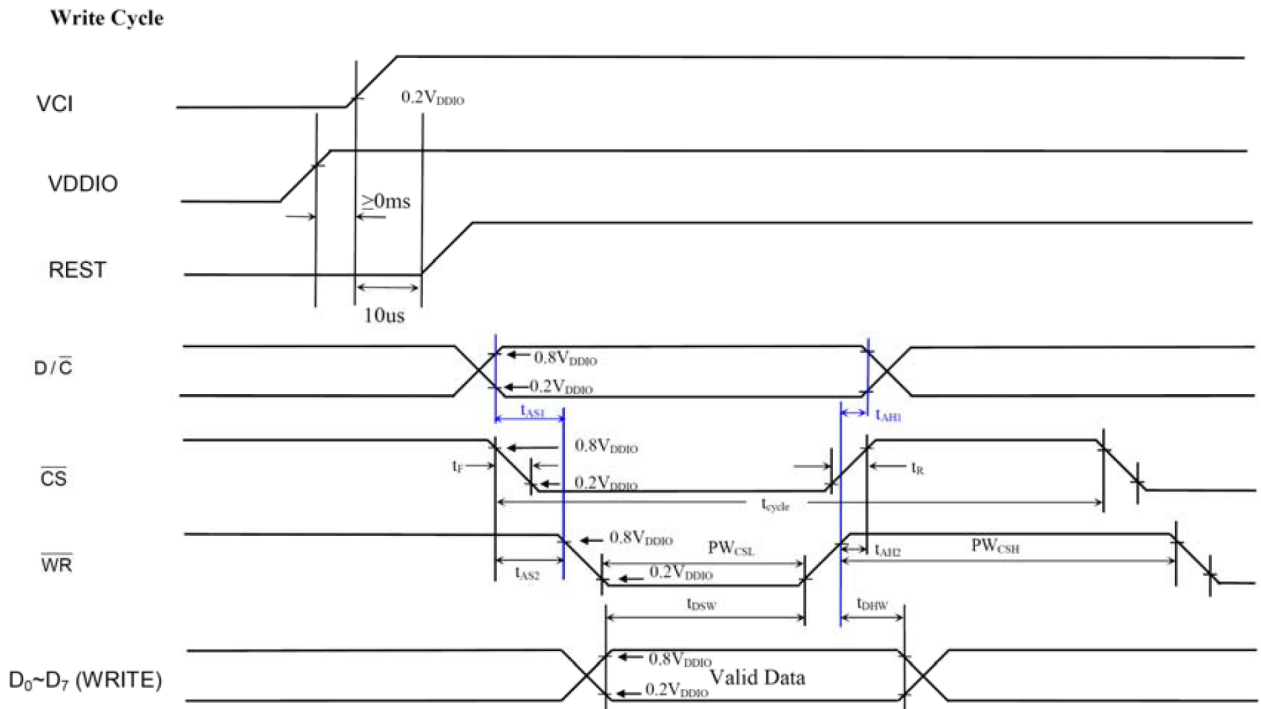 Write Cycle
VCI
0.2VDDIO
VDDIO
≥0ms
REST
10us
D / C̅
0.8VDDIO
0.2VDDIO
tAS1
tAH1
C̅S̅
0.8VDDIO
tF
tR
0.2VDDIO
tcycle
W̅R̅
0.8VDDIO
PWCSL
tAH2
PWCSH
tAS2
0.2VDDIO
tDSW
tDHW
D0~D7 (WRITE)
0.8VDDIO
Valid Data
0.2VDDIO